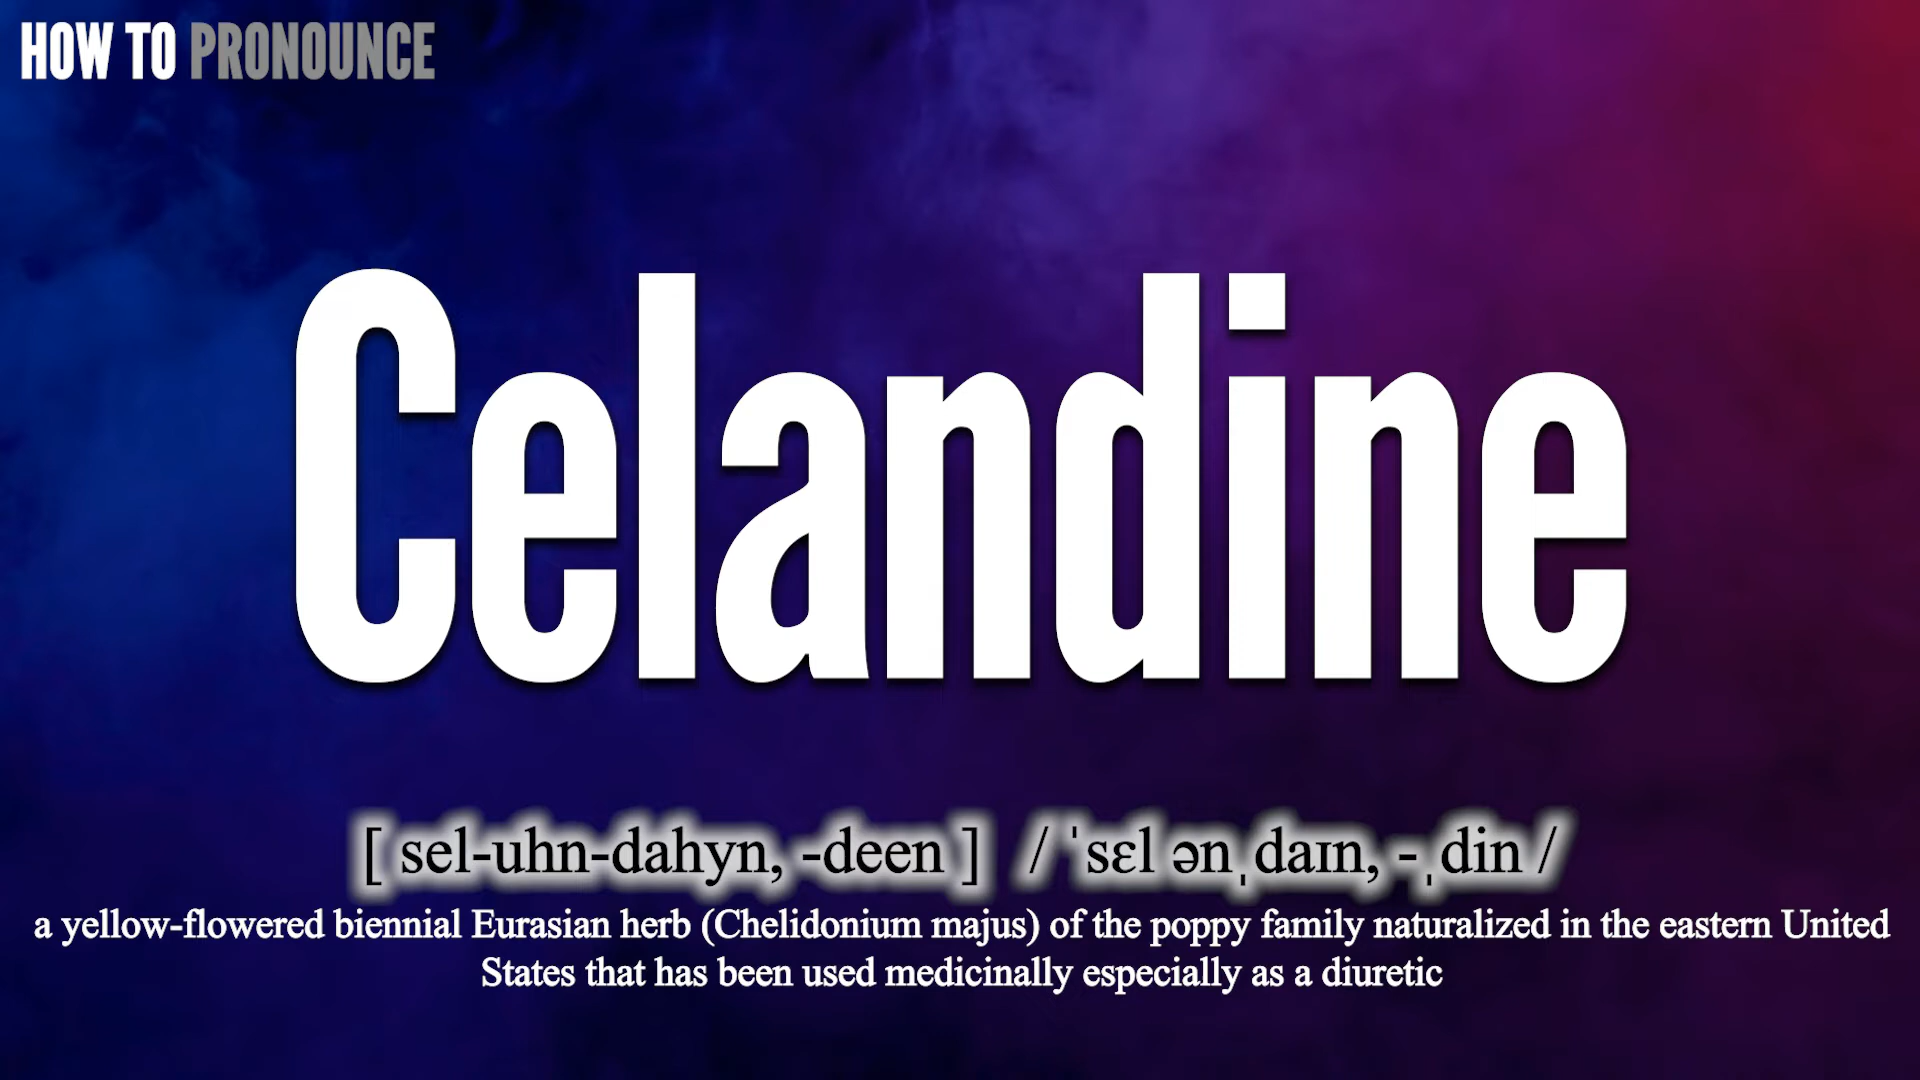 HOW TO PRONOUNCE
Celandine
[ sel-uhn-dahyn, -deen ] / ˈsɛl ənˌdaɪn, -ˌdin /
a yellow-flowered biennial Eurasian herb (Chelidonium majus) of the poppy family naturalized in the eastern United
States that has been used medicinally especially as a diuretic